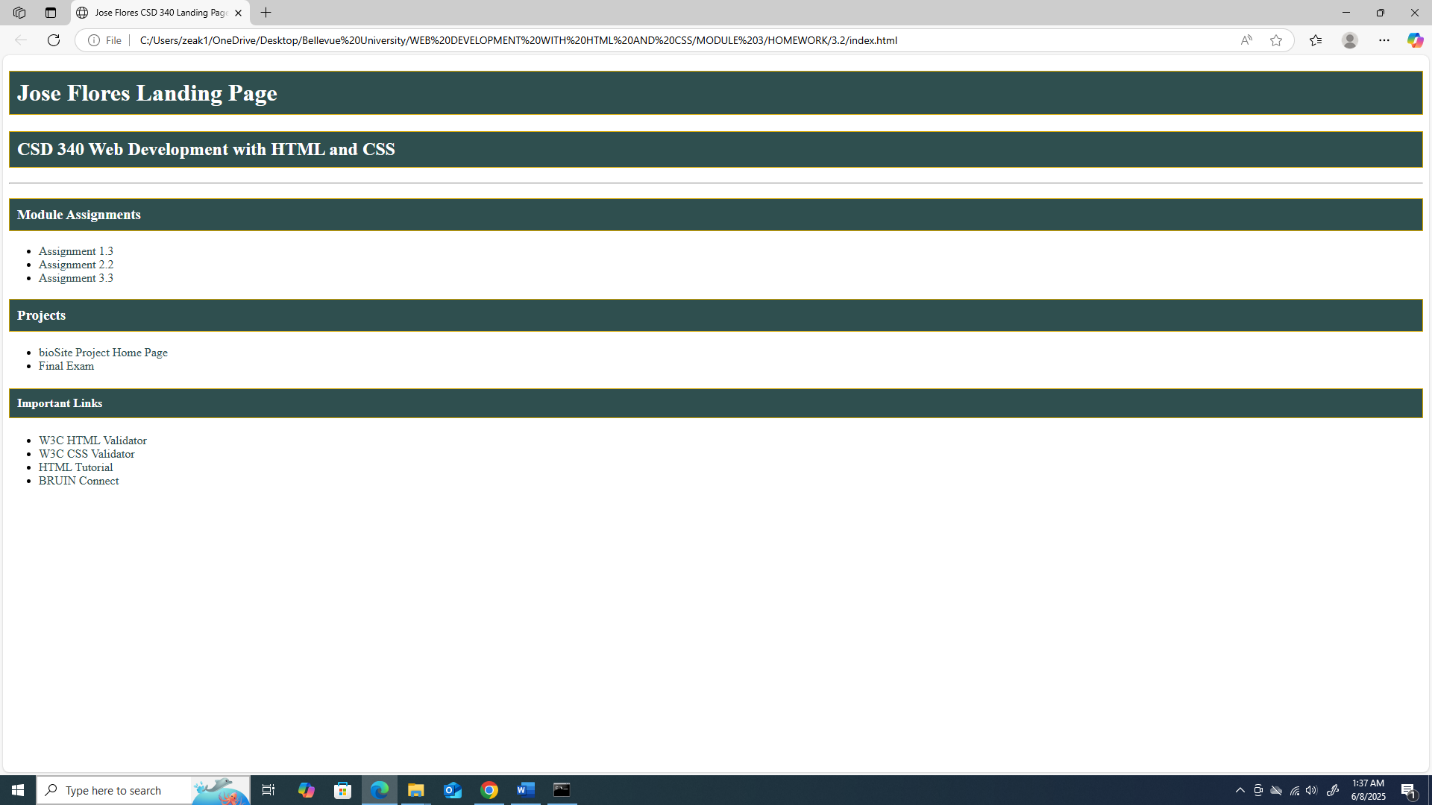 Jose Flores CSD 340 Landing Pag
File
C:/Users/zeak1/OneDrive/Desktop/Bellevue%20University/WEB%20DEVELOPMENT%20WITH%20HTML%20AND%20CSS/MODULE%203/HOMEWORK/3.2/index.html
Jose Flores Landing Page
CSD 340 Web Development with HTML and CSS
Module Assignments
Assignment 1.3
Assignment 2.2
Assignment 3.3
Projects
bioSite Project Home Page
Final Exam
Important Links
W3C HTML Validator
W3C CSS Validator
HTML Tutorial
BRUIN Connect
Type here to search
1:37 AM
6/8/2025
1